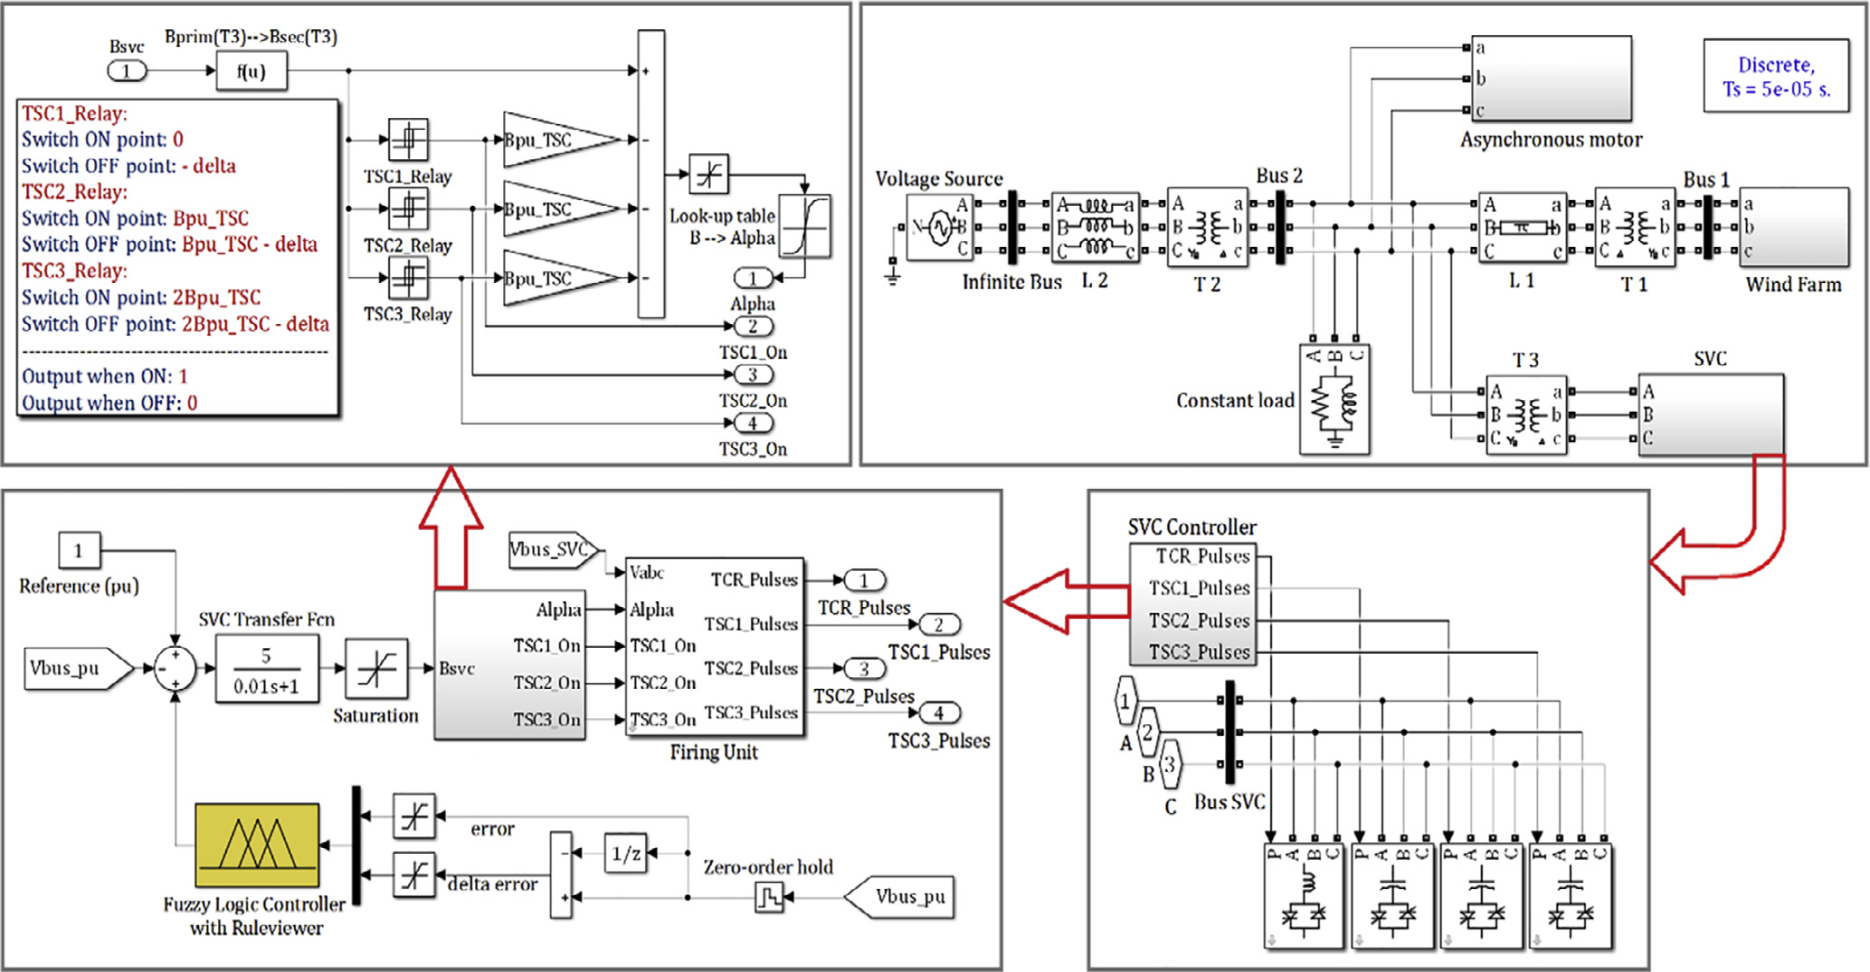 Bprim(T3)-->Bsec(T3)
Bsvc
1
f(u)
+
TSC1_Relay:
Switch ON point: 0
Switch OFF point: - delta
TSC2_Relay:
Switch ON point: Bpu_TSC
Switch OFF point: Bpu_TSC - delta
TSC3_Relay:
Switch ON point: 2Bpu_TSC
Switch OFF point: 2Bpu_TSC - delta
Output when ON: 1
Output when OFF: 0
TSC1_Relay
TSC2_Relay
TSC3_Relay
Bpu_TSC
-
Bpu_TSC
-
Bpu_TSC
-
Look-up table
B --> Alpha
1
Alpha
2
TSC1_On
3
TSC2_On
4
TSC3_On
Discrete,
Ts = 5e-05 s.
a
b
c
Asynchronous motor
Voltage Source
N
A
B
C
Infinite Bus
A a
B b
C c
L 2
A a
B b
C c
T 2
Bus 2
A a
B b
C c
L 1
A a
B b
C c
T 1
Bus 1
a
b
c
Wind Farm
A B C
Constant load
T 3
A a
B b
C c
SVC
A
B
C
1
Reference (pu)
Vbus_pu
+
-
+
SVC Transfer Fcn
5
0.01s+1
Saturation
Bsvc
Alpha
TSC1_On
TSC2_On
TSC3_On
Vbus_SVC
Vabc
Alpha
TSC1_On
TSC2_On
TSC3_On
TCR_Pulses
TSC1_Pulses
TSC2_Pulses
TSC3_Pulses
Firing Unit
1
TCR_Pulses
2
TSC1_Pulses
3
TSC2_Pulses
4
TSC3_Pulses
Fuzzy Logic Controller
with Ruleviewer
error
delta error
-
+
1/z
Zero-order hold
Vbus_pu
SVC Controller
TCR_Pulses
TSC1_Pulses
TSC2_Pulses
TSC3_Pulses
1
A
2
B
3
C
Bus SVC
P A B C
P A B C
P A B C
P A B C